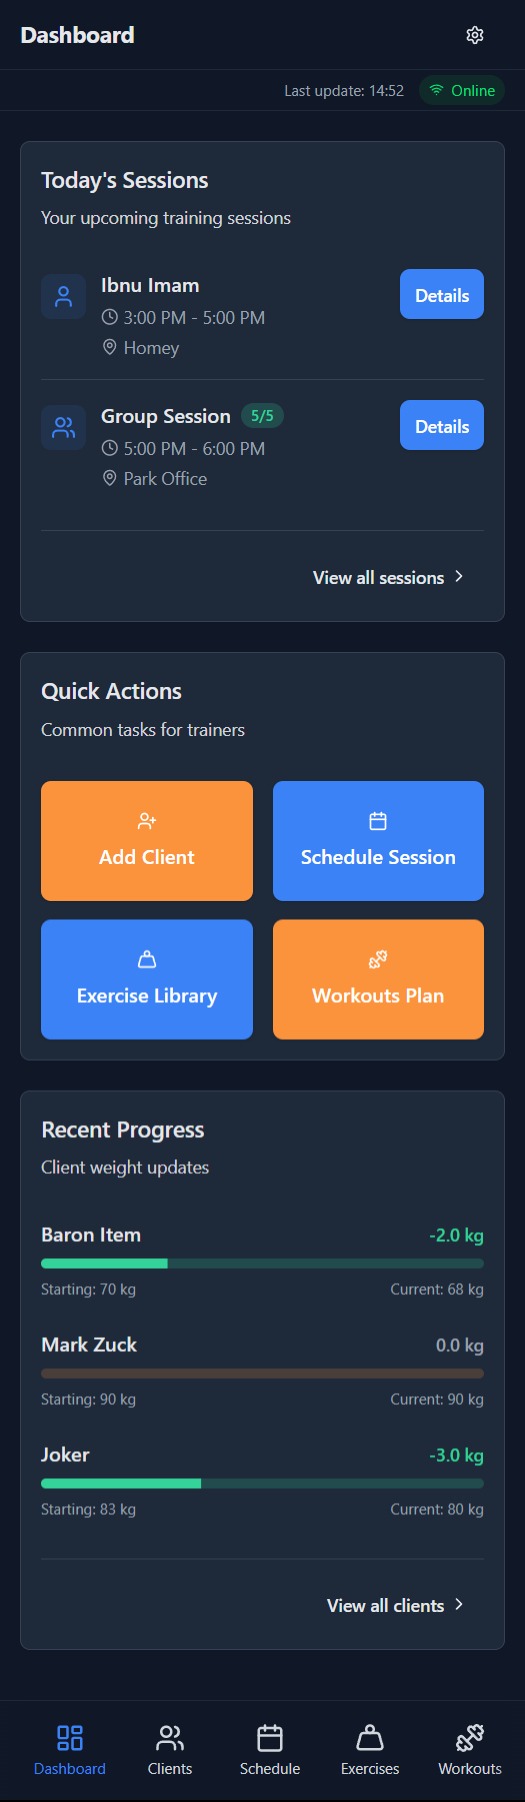 Dashboard
Last update: 14:52
Online
Today's Sessions
Your upcoming training sessions
Ibnu Imam
3:00 PM - 5:00 PM
Homey
Details
Group Session 5/5
5:00 PM - 6:00 PM
Park Office
Details
View all sessions
Quick Actions
Common tasks for trainers
Add Client
Schedule Session
Exercise Library
Workouts Plan
Recent Progress
Client weight updates
Baron Item -2.0 kg
Starting: 70 kg Current: 68 kg
Mark Zuck 0.0 kg
Starting: 90 kg Current: 90 kg
Joker -3.0 kg
Starting: 83 kg Current: 80 kg
View all clients
Dashboard Clients Schedule Exercises Workouts